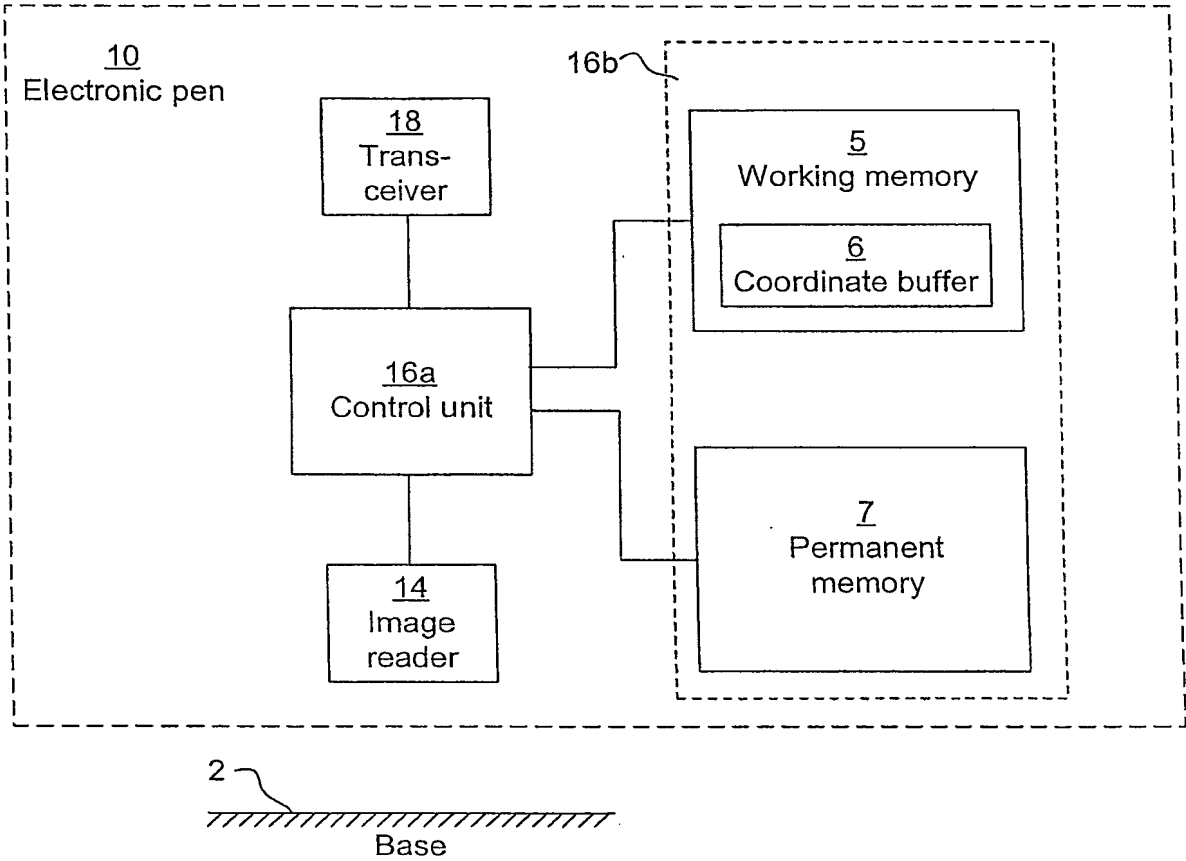 10
Electronic pen
18
Trans-
ceiver
16b
5
Working memory
6
Coordinate buffer
16a
Control unit
7
Permanent
memory
14
Image
reader
2
Base